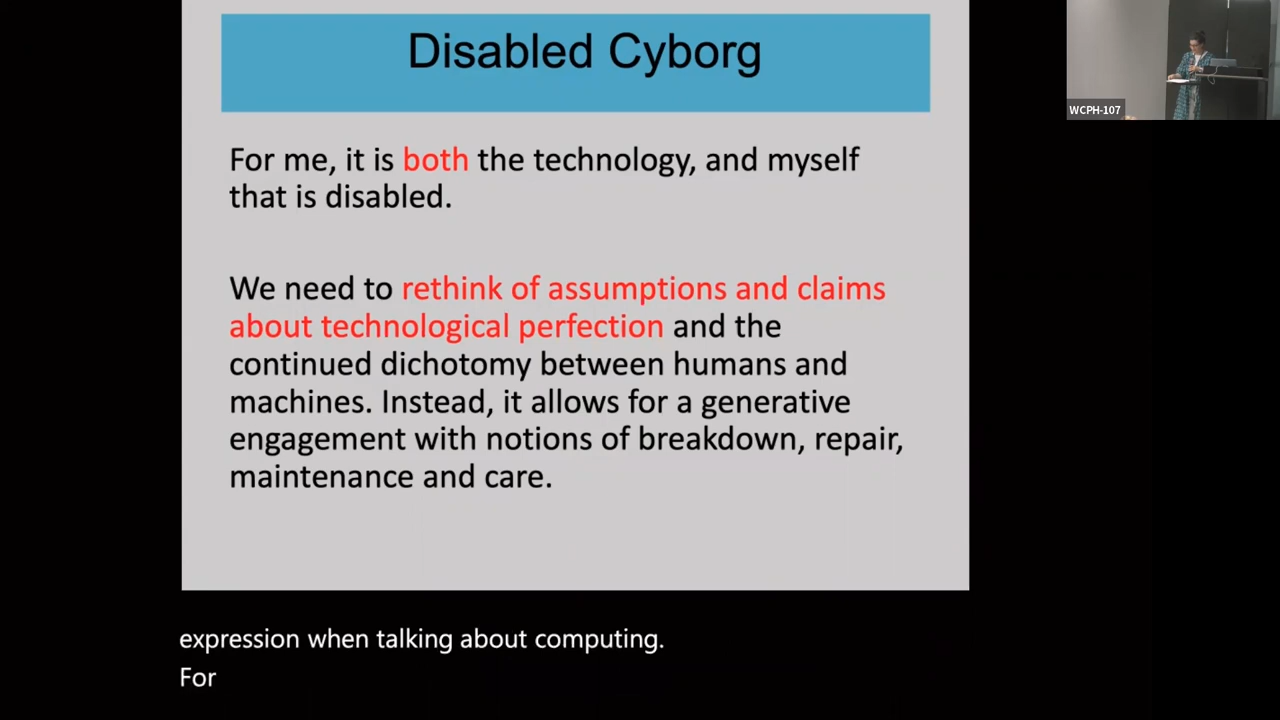 Disabled Cyborg
WCPH-107
For me, it is both the technology, and myself
that is disabled.
We need to rethink of assumptions and claims
about technological perfection and the
continued dichotomy between humans and
machines. Instead, it allows for a generative
engagement with notions of breakdown, repair,
maintenance and care.
expression when talking about computing.
For